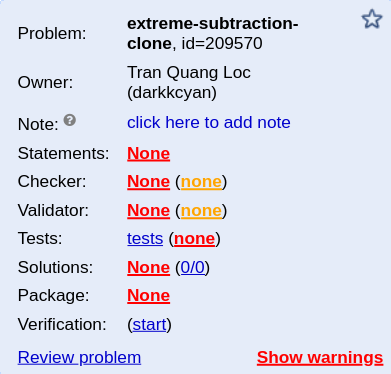 Problem: extreme-subtraction-
clone, id=209570
Owner: Tran Quang Loc
(darkkcyan)
Note: ? click here to add note
Statements: None
Checker: None (none)
Validator: None (none)
Tests: tests (none)
Solutions: None (0/0)
Package: None
Verification: (start)
Review problem Show warnings